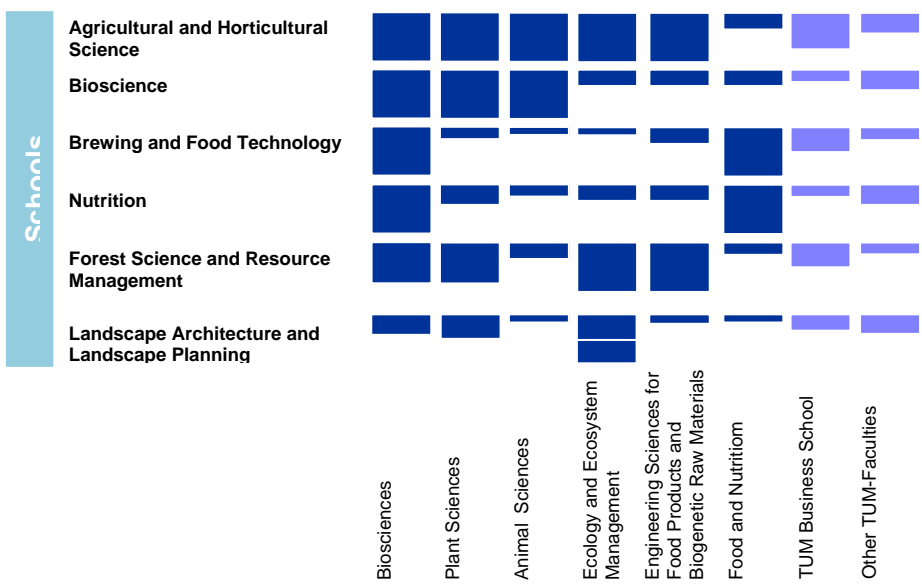 Schools
Agricultural and Horticultural
Science
Bioscience
Brewing and Food Technology
Nutrition
Forest Science and Resource
Management
Landscape Architecture and
Landscape Planning
Biosciences
Plant Sciences
Animal Sciences
Ecology and Ecosystem
Management
Engineering Sciences for
Food Products and
Biogenetic Raw Materials
Food and Nutritiom
TUM Business School
Other TUM-Faculties